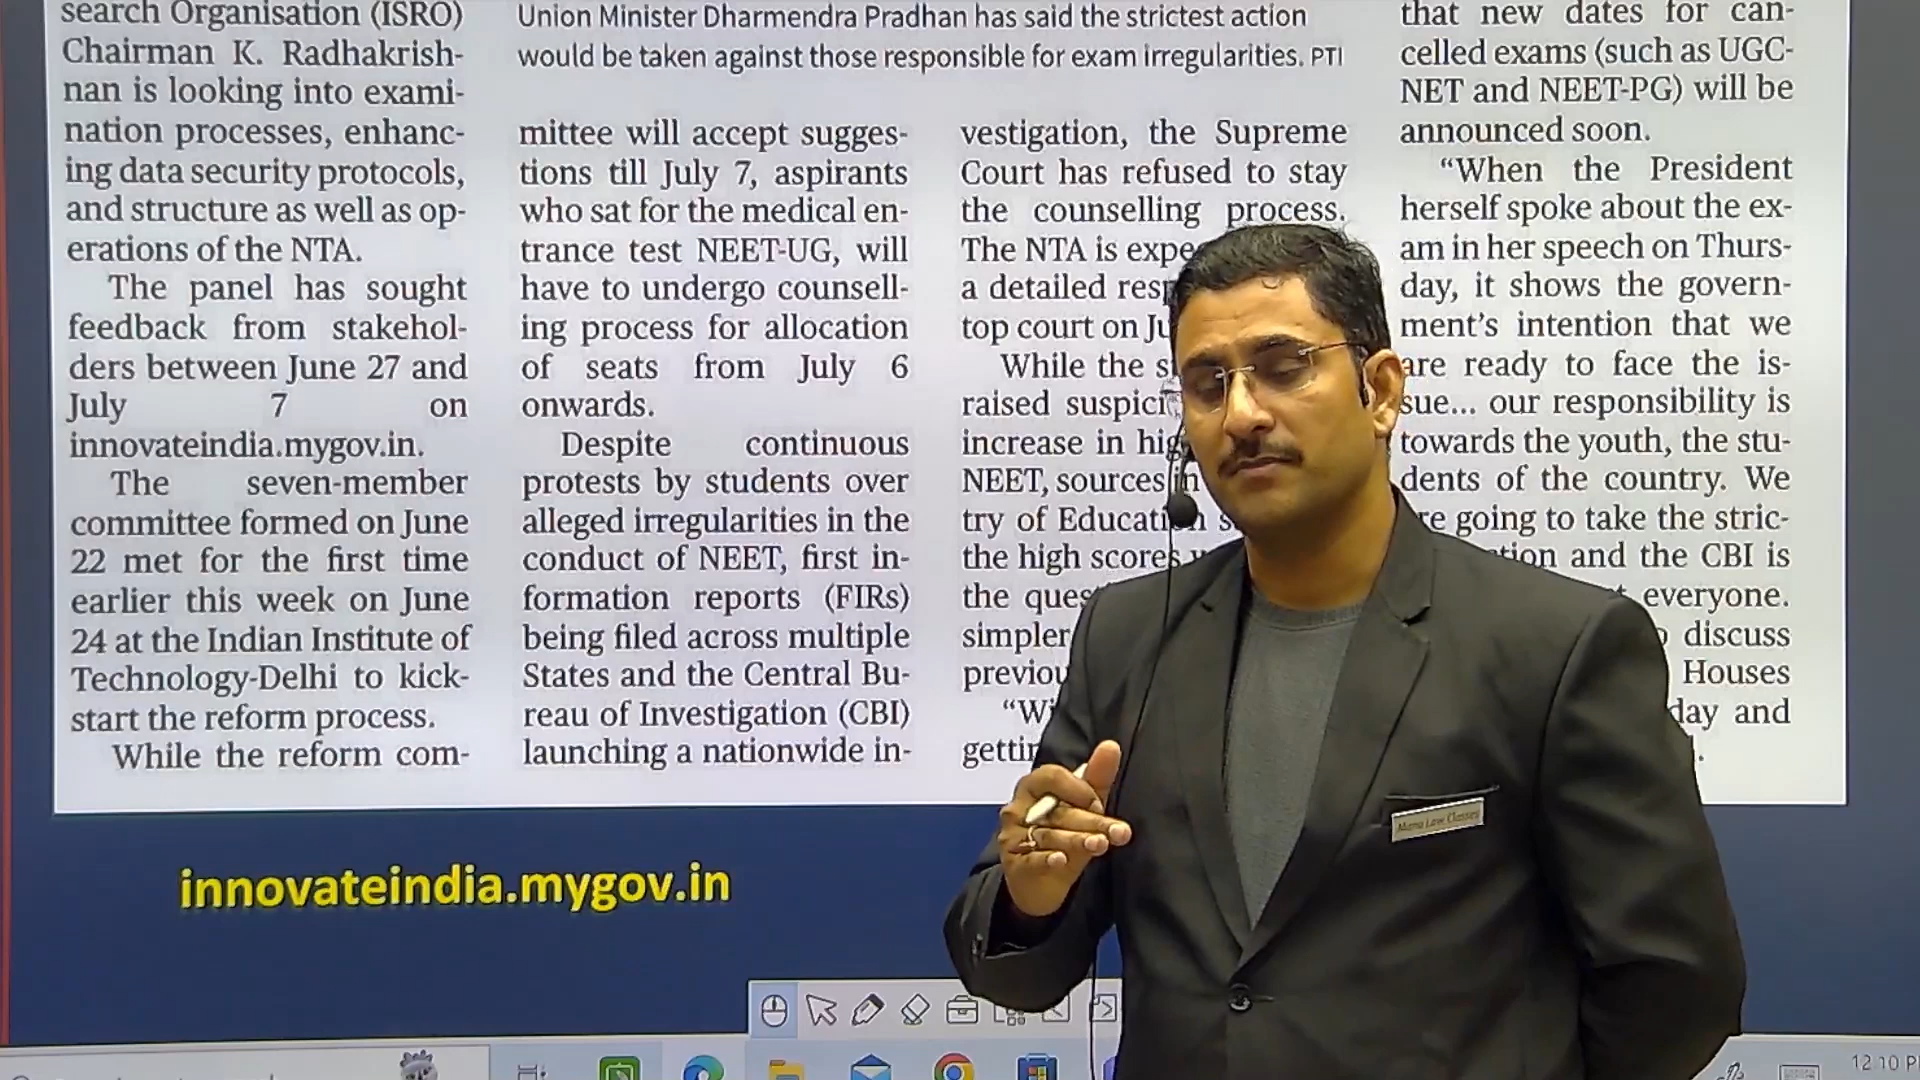 search Organisation (ISRO)
Chairman K. Radhakrish-
nan is looking into exami-
nation processes, enhanc-
ing data security protocols,
and structure as well as op-
erations of the NTA.
The panel has sought
feedback from stakehol-
ders between June 27 and
July 7 on
innovateindia.mygov.in.
The seven-member
committee formed on June
22 met for the first time
earlier this week on June
24 at the Indian Institute of
Technology-Delhi to kick-
start the reform process.
While the reform com-
Union Minister Dharmendra Pradhan has said the strictest action
would be taken against those responsible for exam irregularities. PTI
mittee will accept sugges-
tions till July 7, aspirants
who sat for the medical en-
trance test NEET-UG, will
have to undergo counsell-
ing process for allocation
of seats from July 6
onwards.
Despite continuous
protests by students over
alleged irregularities in the
conduct of NEET, first in-
formation reports (FIRs)
being filed across multiple
States and the Central Bu-
reau of Investigation (CBI)
launching a nationwide in-
vestigation, the Supreme
Court has refused to stay
the counselling process.
The NTA is expe
a detailed resp
top court on Ju
While the s
raised suspici
increase in hig
NEET, sources in
try of Education s
the high scores
the ques
simpler
previou
“Wi
gettin
that new dates for can-
celled exams (such as UGC-
NET and NEET-PG) will be
announced soon.
“When the President
herself spoke about the ex-
am in her speech on Thurs-
day, it shows the govern-
ment’s intention that we
are ready to face the is-
sue... our responsibility is
towards the youth, the stu-
dents of the country. We
re going to take the stric-
tion and the CBI is
everyone.
discuss
Houses
day and
innovateindia.mygov.in
Manu Law Classes
12:10 P